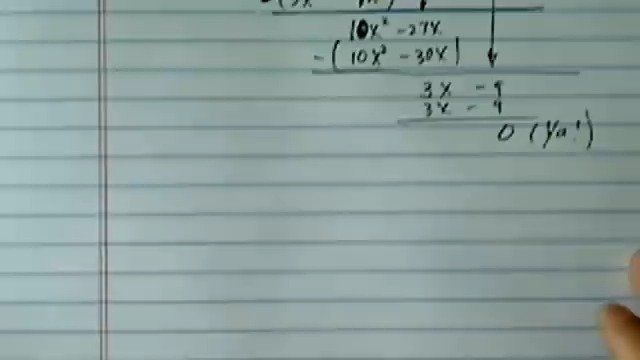 10x² - 27x
- ( 10x² - 30x )
3x - 9
3x - 9
0 (Ya!)